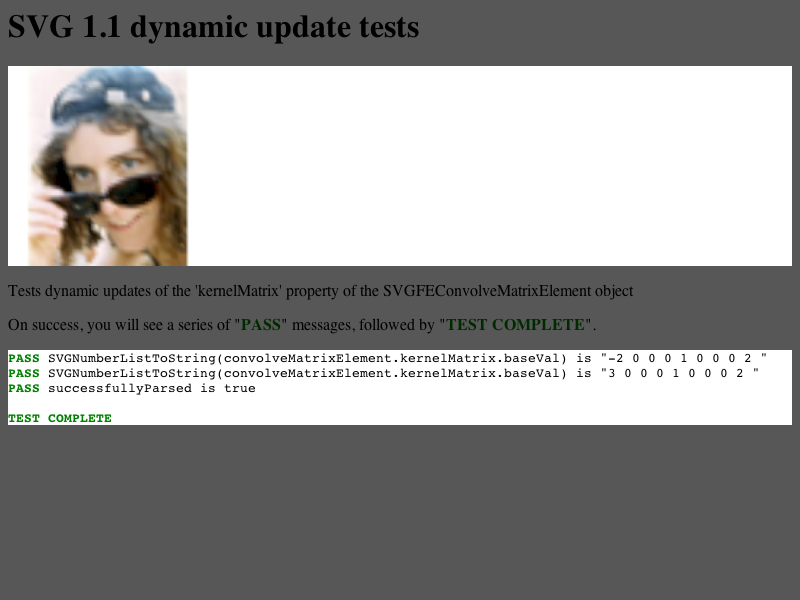 SVG 1.1 dynamic update tests
Tests dynamic updates of the 'kernelMatrix' property of the SVGFEConvolveMatrixElement object
On success, you will see a series of "PASS" messages, followed by "TEST COMPLETE".
PASS SVGNumberListToString(convolveMatrixElement.kernelMatrix.baseVal) is "-2 0 0 0 1 0 0 0 2 "
PASS SVGNumberListToString(convolveMatrixElement.kernelMatrix.baseVal) is "3 0 0 0 1 0 0 0 2 "
PASS successfullyParsed is true
TEST COMPLETE